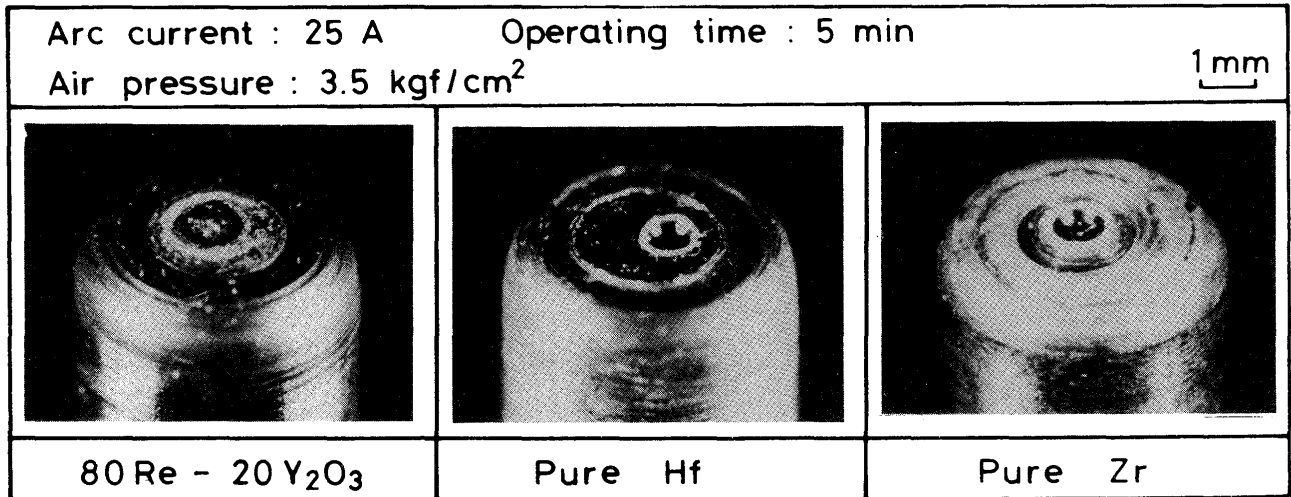 Arc current : 25 A Operating time : 5 min
Air pressure : 3.5 kgf/cm²
1 mm
80 Re - 20 Y₂O₃
Pure Hf
Pure Zr